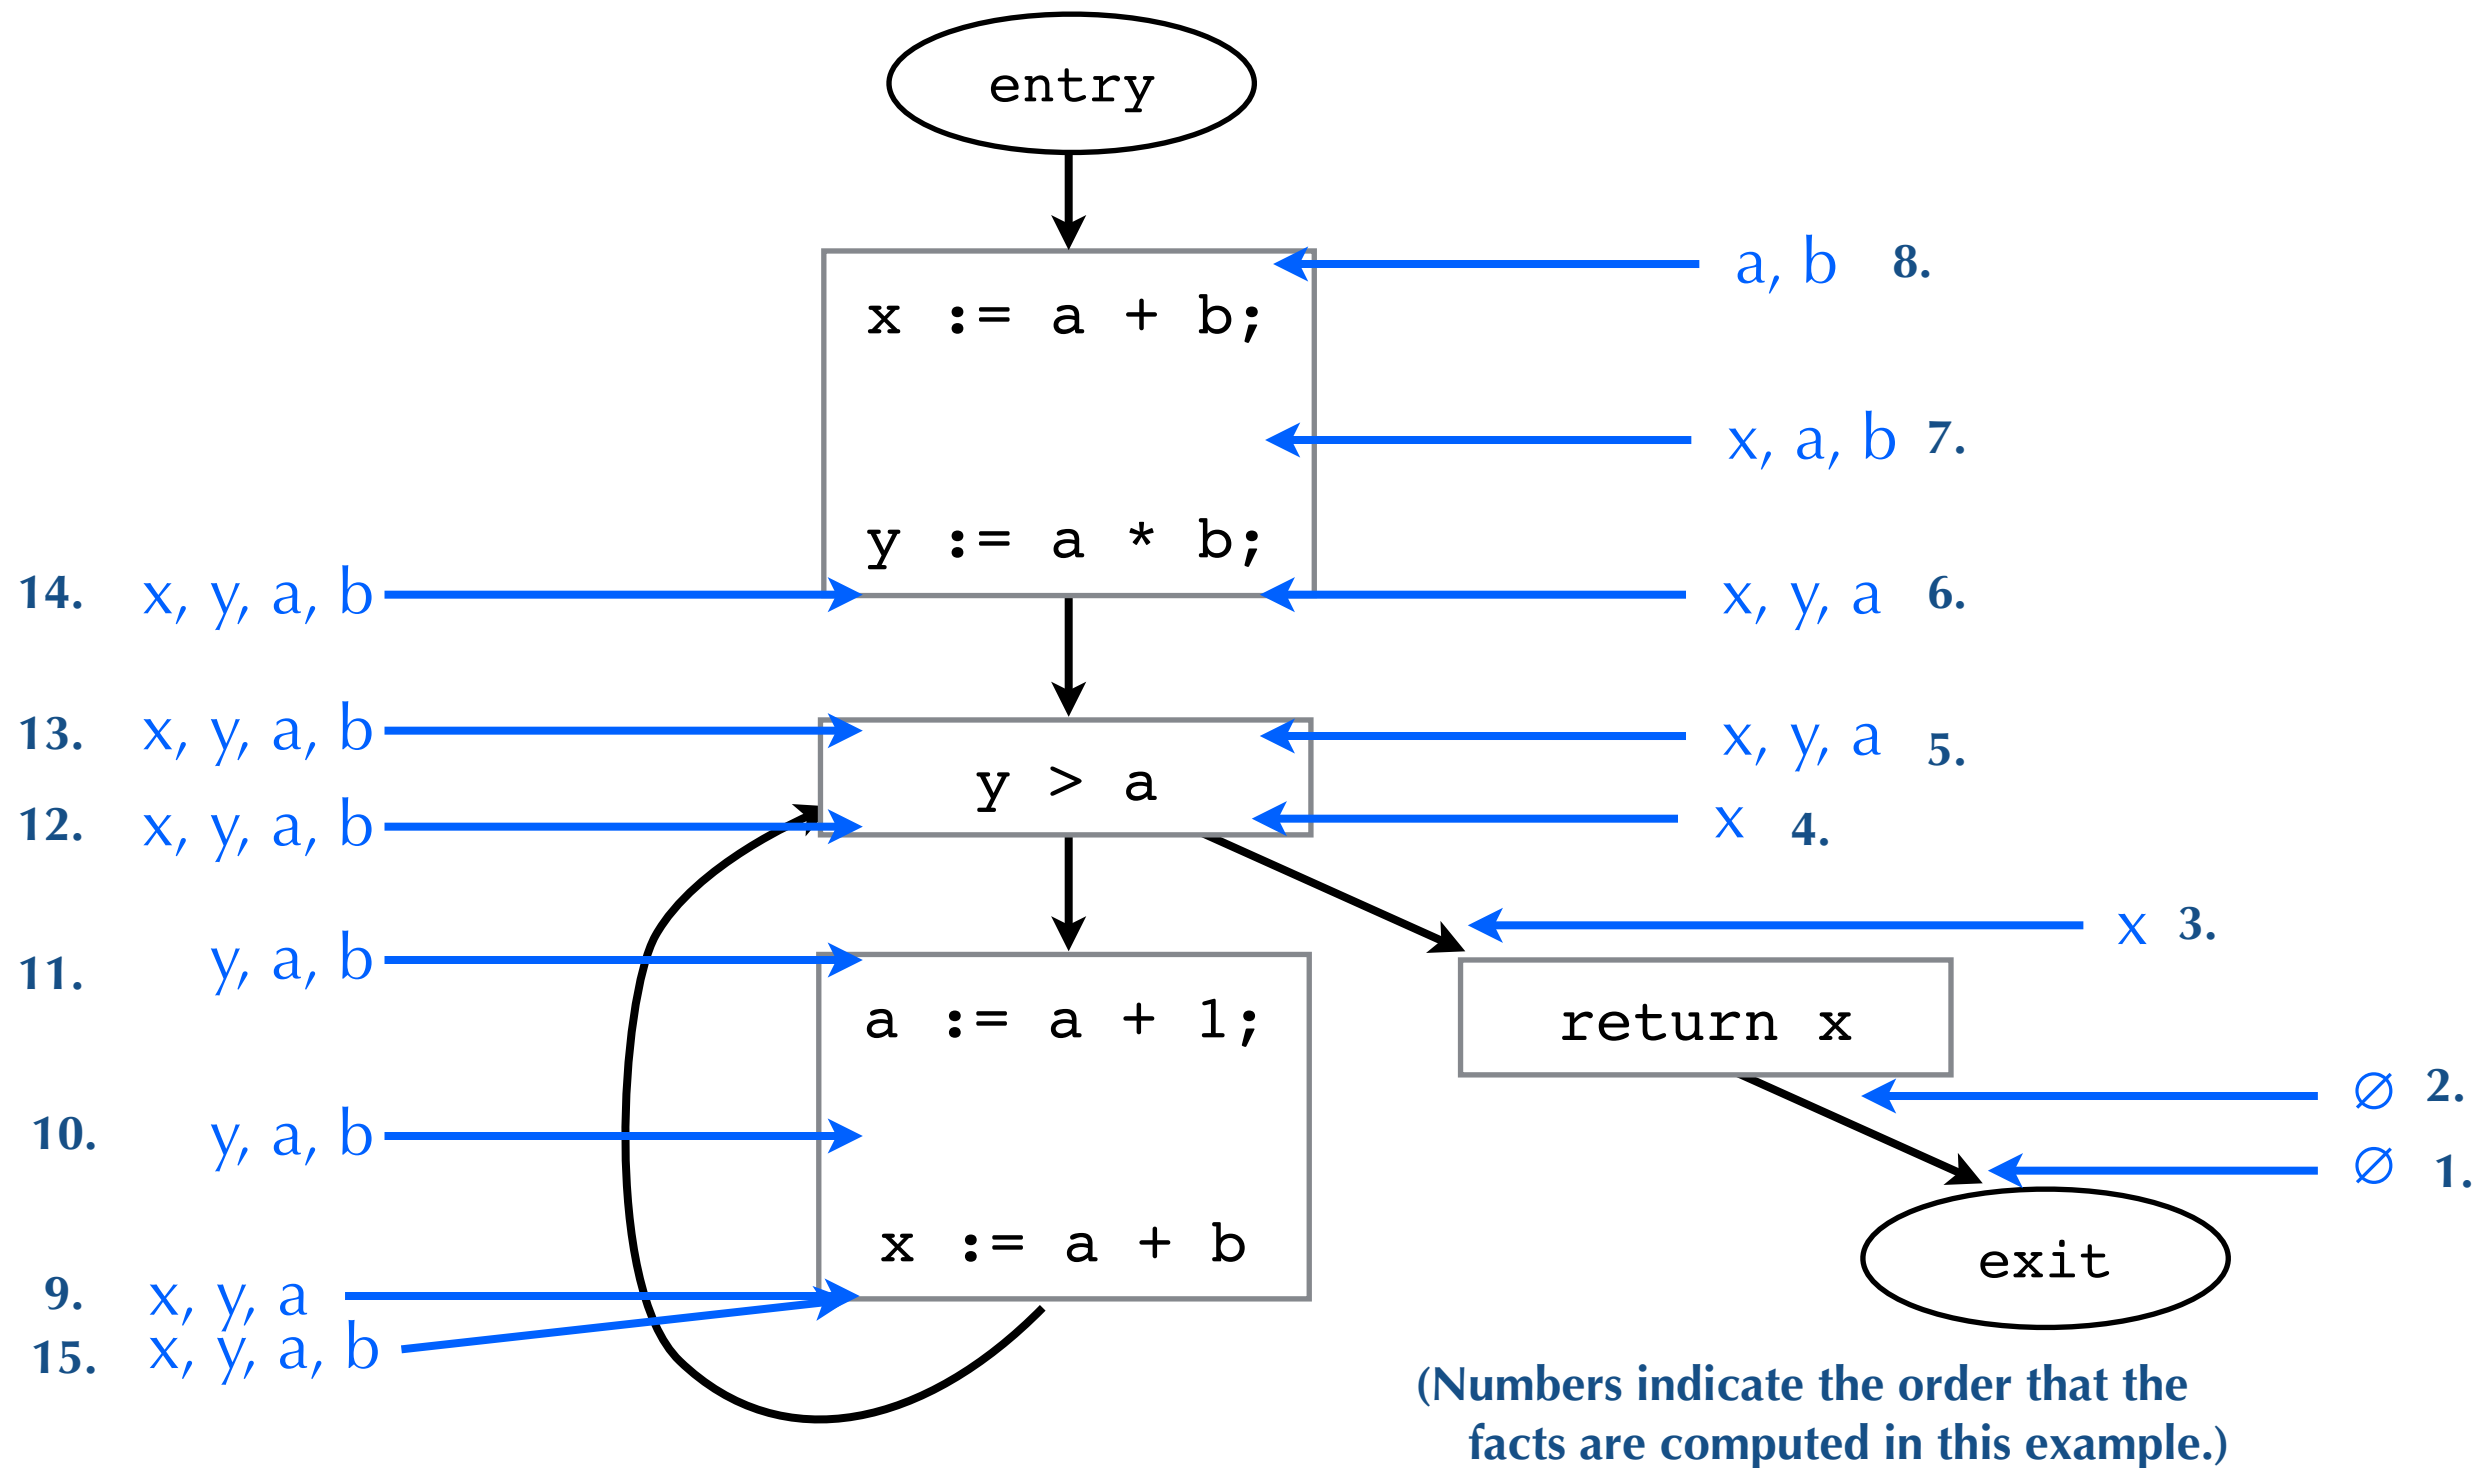 entry
a, b 8.
x := a + b;
x, a, b 7.
y := a * b;
14. x, y, a, b
x, y, a 6.
13. x, y, a, b
x, y, a 5.
y > a
12. x, y, a, b
x 4.
x 3.
11. y, a, b
a := a + 1;
return x
∅ 2.
10. y, a, b
∅ 1.
x := a + b
exit
9. x, y, a
15. x, y, a, b
(Numbers indicate the order that the
facts are computed in this example.)